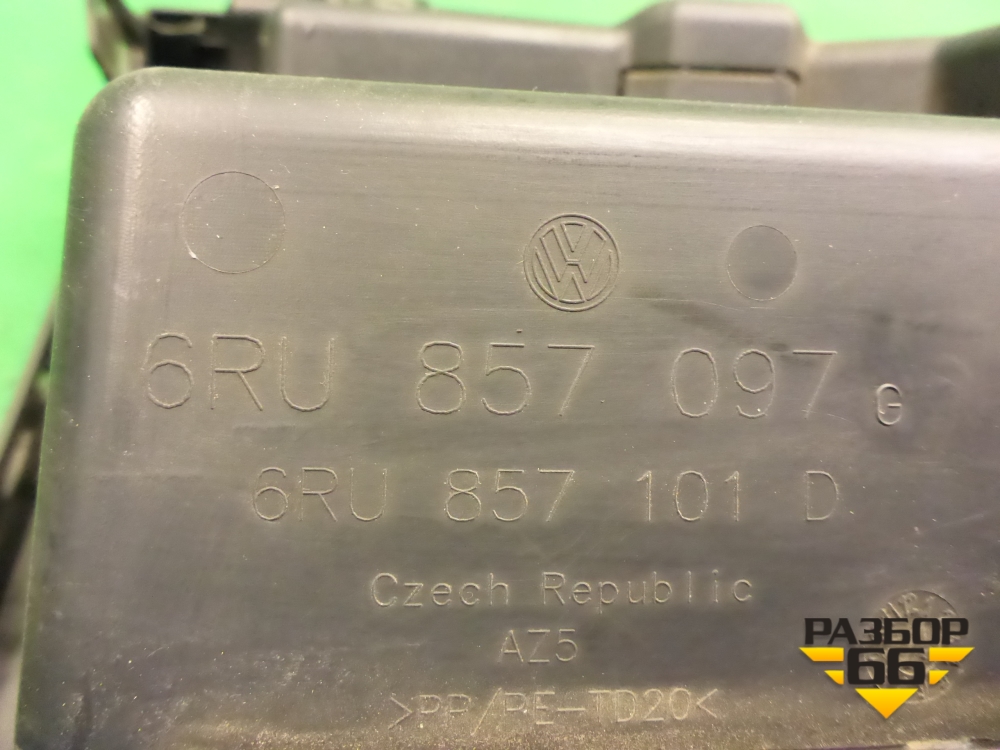 6RU 857 097 G
6RU 857 101 D
Czech Republic
AZ5
>PP/PE-TD20<
РАЗБОР
66